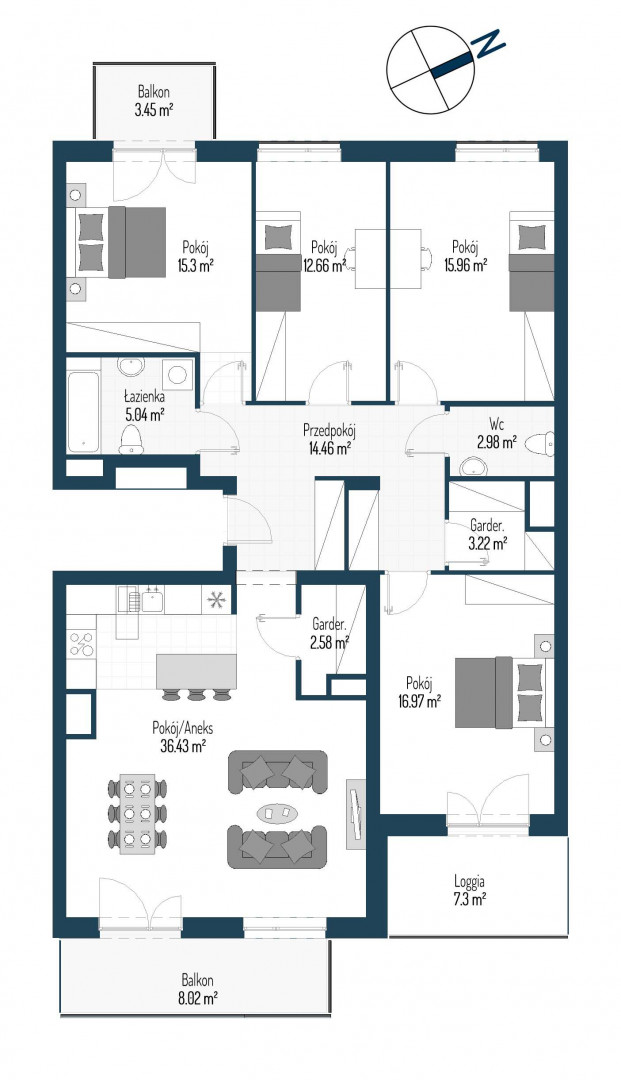 N
Balkon
3.45 m²
Pokój
15.3 m²
Pokój
12.66 m²
Pokój
15.96 m²
Łazienka
5.04 m²
Przedpokój
14.46 m²
Wc
2.98 m²
Garder.
3.22 m²
Garder.
2.58 m²
Pokój
16.97 m²
Pokój/Aneks
36.43 m²
Loggia
7.3 m²
Balkon
8.02 m²